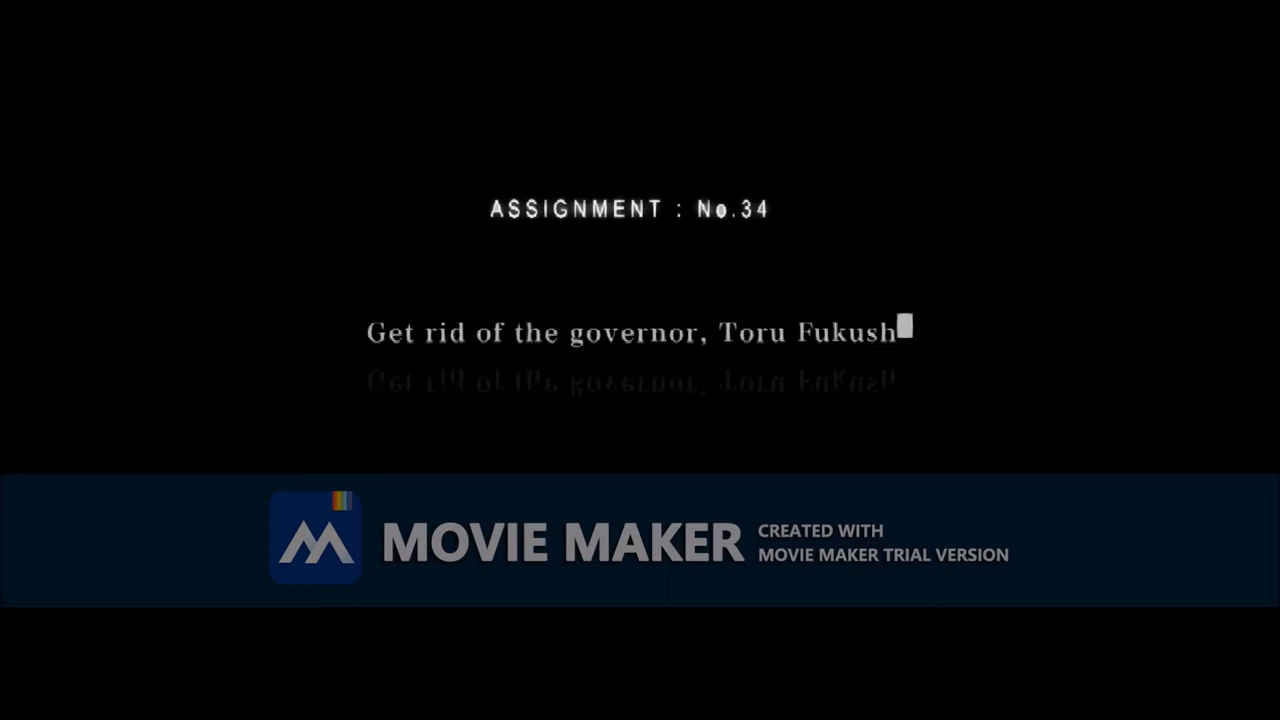 ASSIGNMENT : No.34
Get rid of the governor, Toru Fukush
MOVIE MAKER
CREATED WITH
MOVIE MAKER TRIAL VERSION